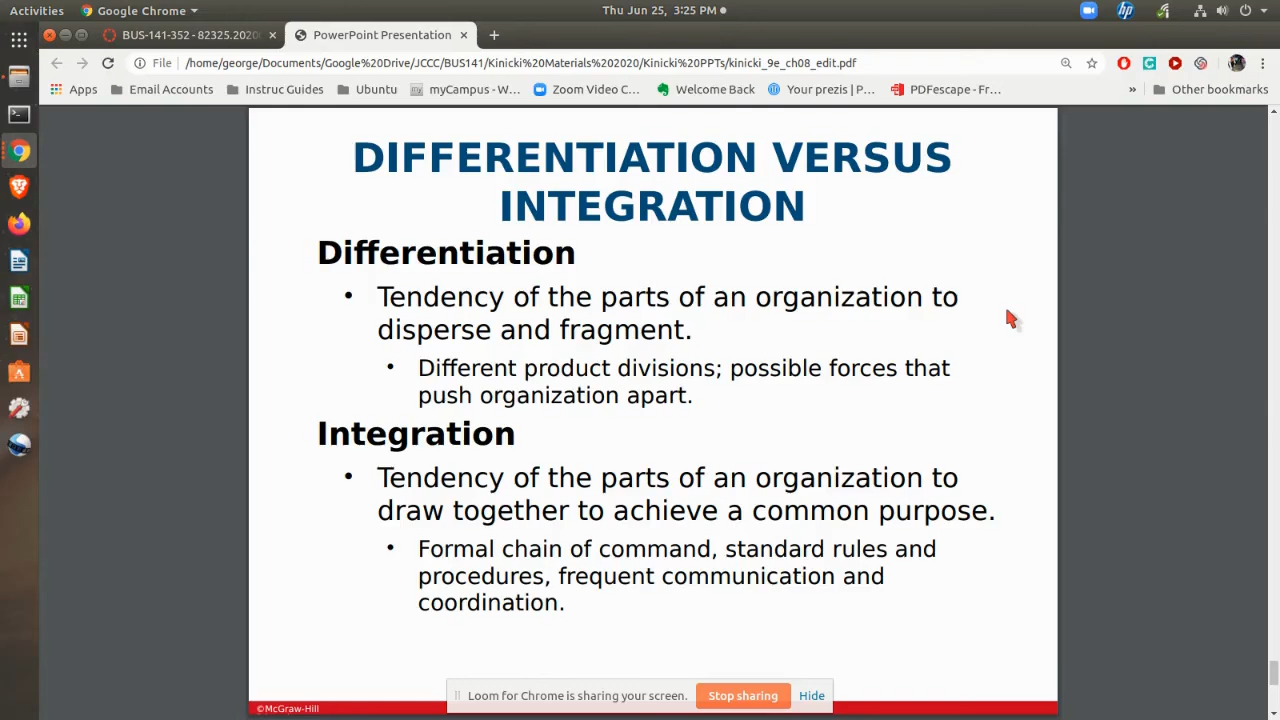 Activities
Google Chrome
Thu Jun 25, 3:25 PM
BUS-141-352 - 82325.2020
PowerPoint Presentation
File
/home/george/Documents/Google%20Drive/JCCC/BUS141/Kinicki%20Materials%202020/Kinicki%20PPTs/kinicki_9e_ch08_edit.pdf
Apps
Email Accounts
Instruc Guides
Ubuntu
myCampus - W...
Zoom Video C...
Welcome Back
Your prezis | P...
PDFescape - Fr...
»
Other bookmarks
DIFFERENTIATION VERSUS
INTEGRATION
Differentiation
• Tendency of the parts of an organization to
disperse and fragment.
• Different product divisions; possible forces that
push organization apart.
Integration
• Tendency of the parts of an organization to
draw together to achieve a common purpose.
• Formal chain of command, standard rules and
procedures, frequent communication and
coordination.
Loom for Chrome is sharing your screen.
Stop sharing
Hide
©McGraw-Hill